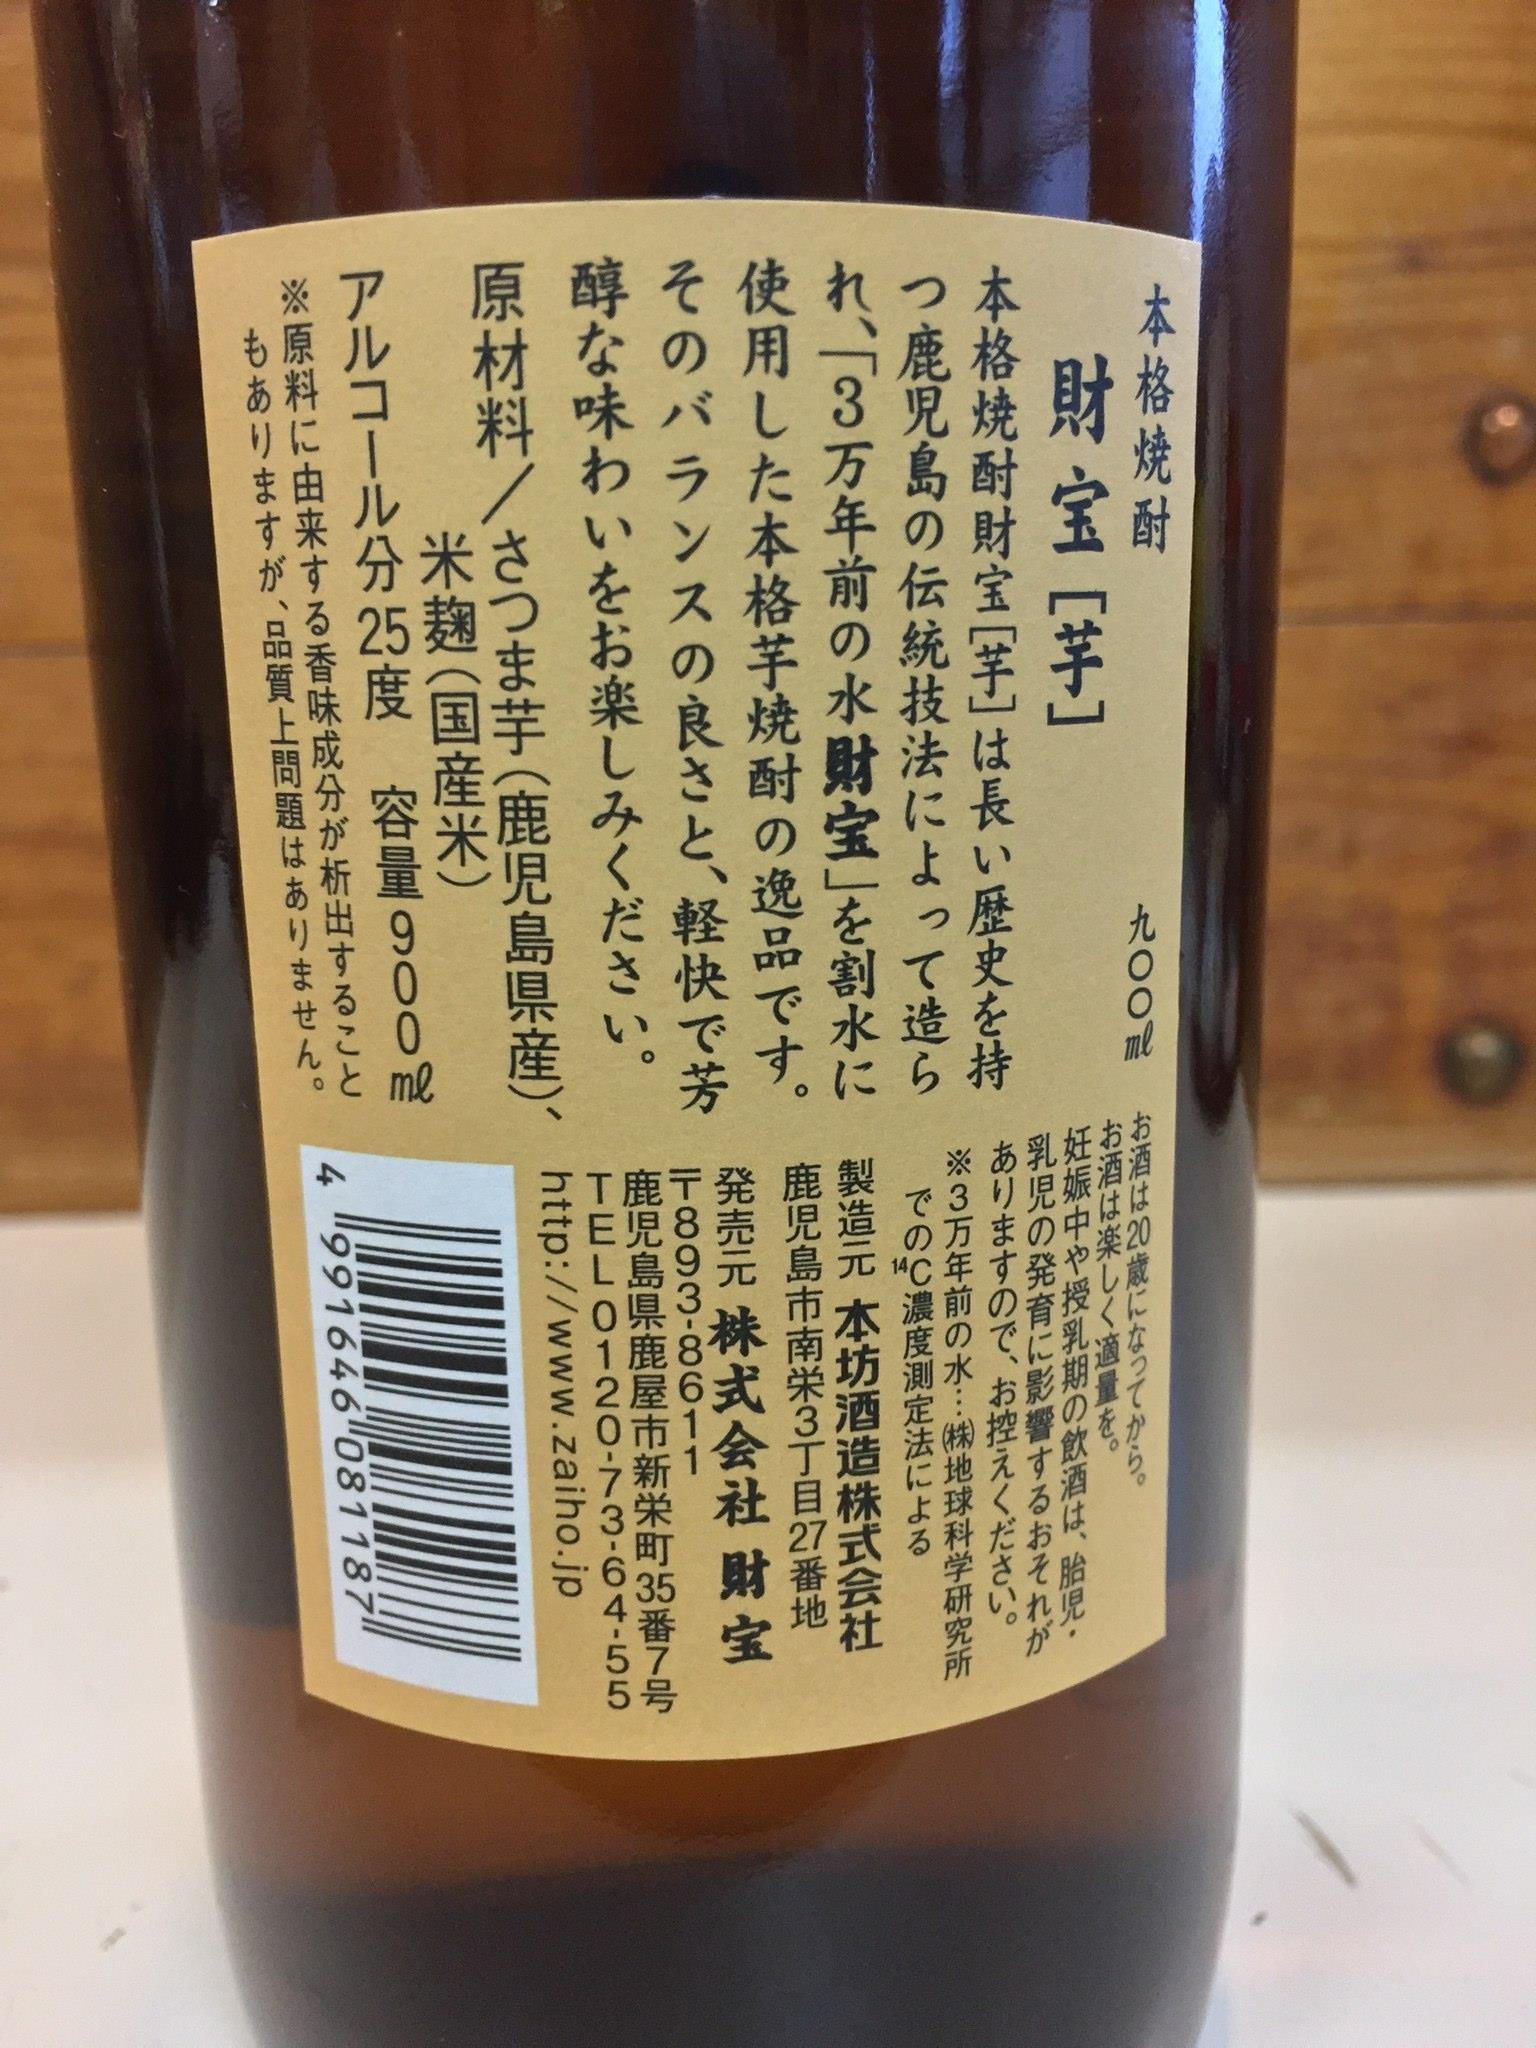 本格焼酎
九〇〇㎖
財宝［芋］
本格焼酎財宝［芋］は長い歴史を持
つ鹿児島の伝統技法によって造ら
れ、「３万年前の水財宝」を割水に
使用した本格芋焼酎の逸品です。
そのバランスの良さと、軽快で芳
醇な味わいをお楽しみください。
原材料／さつま芋（鹿児島県産）、
米麹（国産米）
アルコール分25度　容量900㎖
※原料に由来する香味成分が析出すること
もありますが、品質上問題はありません。
お酒は20歳になってから。
お酒は楽しく適量を。
妊娠中や授乳期の飲酒は、胎児・
乳児の発育に影響するおそれが
ありますので、お控えください。
※３万年前の水…㈱地球科学研究所
での¹⁴C濃度測定法による
製造元 本坊酒造株式会社
鹿児島市南栄3丁目27番地
発売元 株式会社 財宝
〒893-8611
鹿児島県鹿屋市新栄町35番7号
TEL0120-73-64-55
http://www.zaiho.jp
4 991646 081187